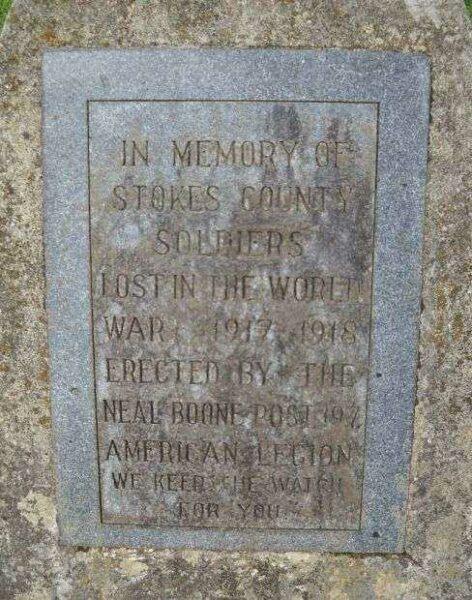 IN MEMORY OF
STOKES COUNTY
SOLDIERS
LOST IN THE WORLD
WAR 1917-1918
ERECTED BY THE
NEAL BOONE POST 197
AMERICAN LEGION
WE KEEP THE WATCH
FOR YOU